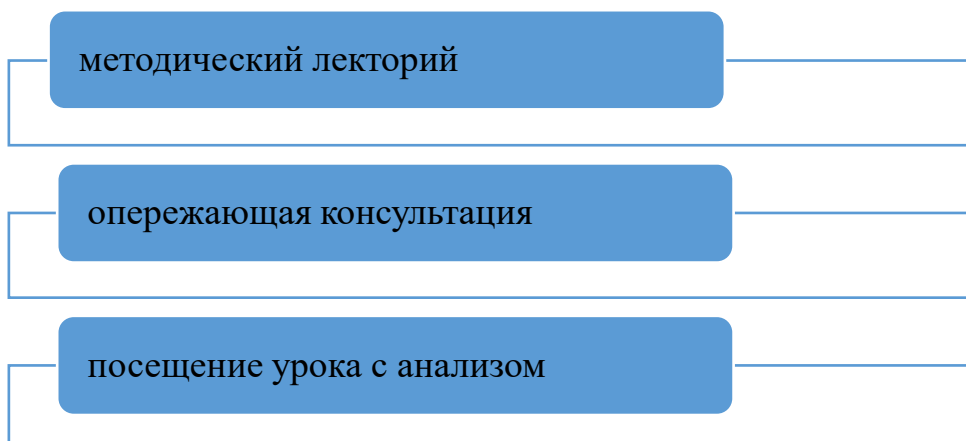 методический лекторий
опережающая консультация
посещение урока с анализом